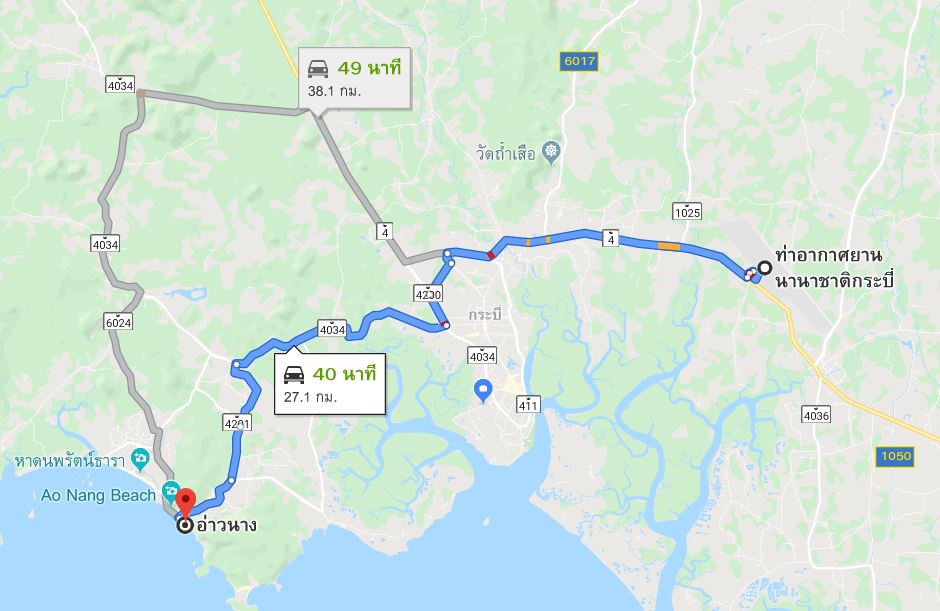 49 นาที
38.1 กม.
6017
4034
วัดถ้ำเสือ
1025
4
4
4034
ท่าอากาศยาน
นานาชาติกระบี่
4200
กระบี่
6024
4034
4034
40 นาที
27.1 กม.
411
4036
4201
1050
หาดนพรัตน์ธารา
Ao Nang Beach
อ่าวนาง